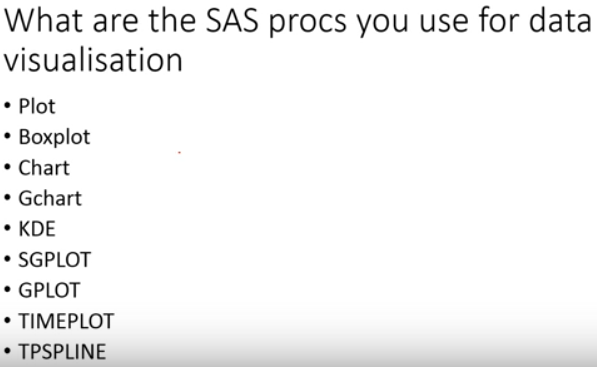 What are the SAS procs you use for data
visualisation
• Plot
• Boxplot
• Chart
• Gchart
• KDE
• SGPLOT
• GPLOT
• TIMEPLOT
• TPSPLINE